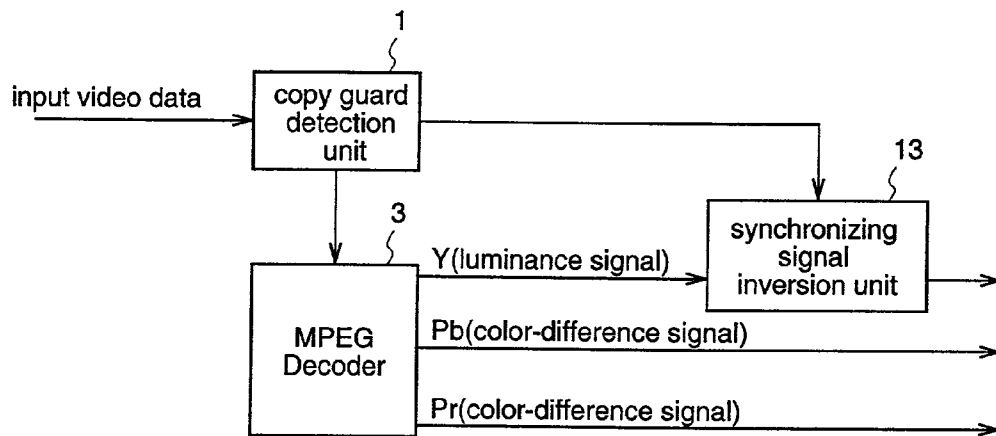 1
input video data
copy guard
detection
unit
13
3
synchronizing
signal
inversion unit
Y(luminance signal)
MPEG
Decoder
Pb(color-difference signal)
Pr(color-difference signal)